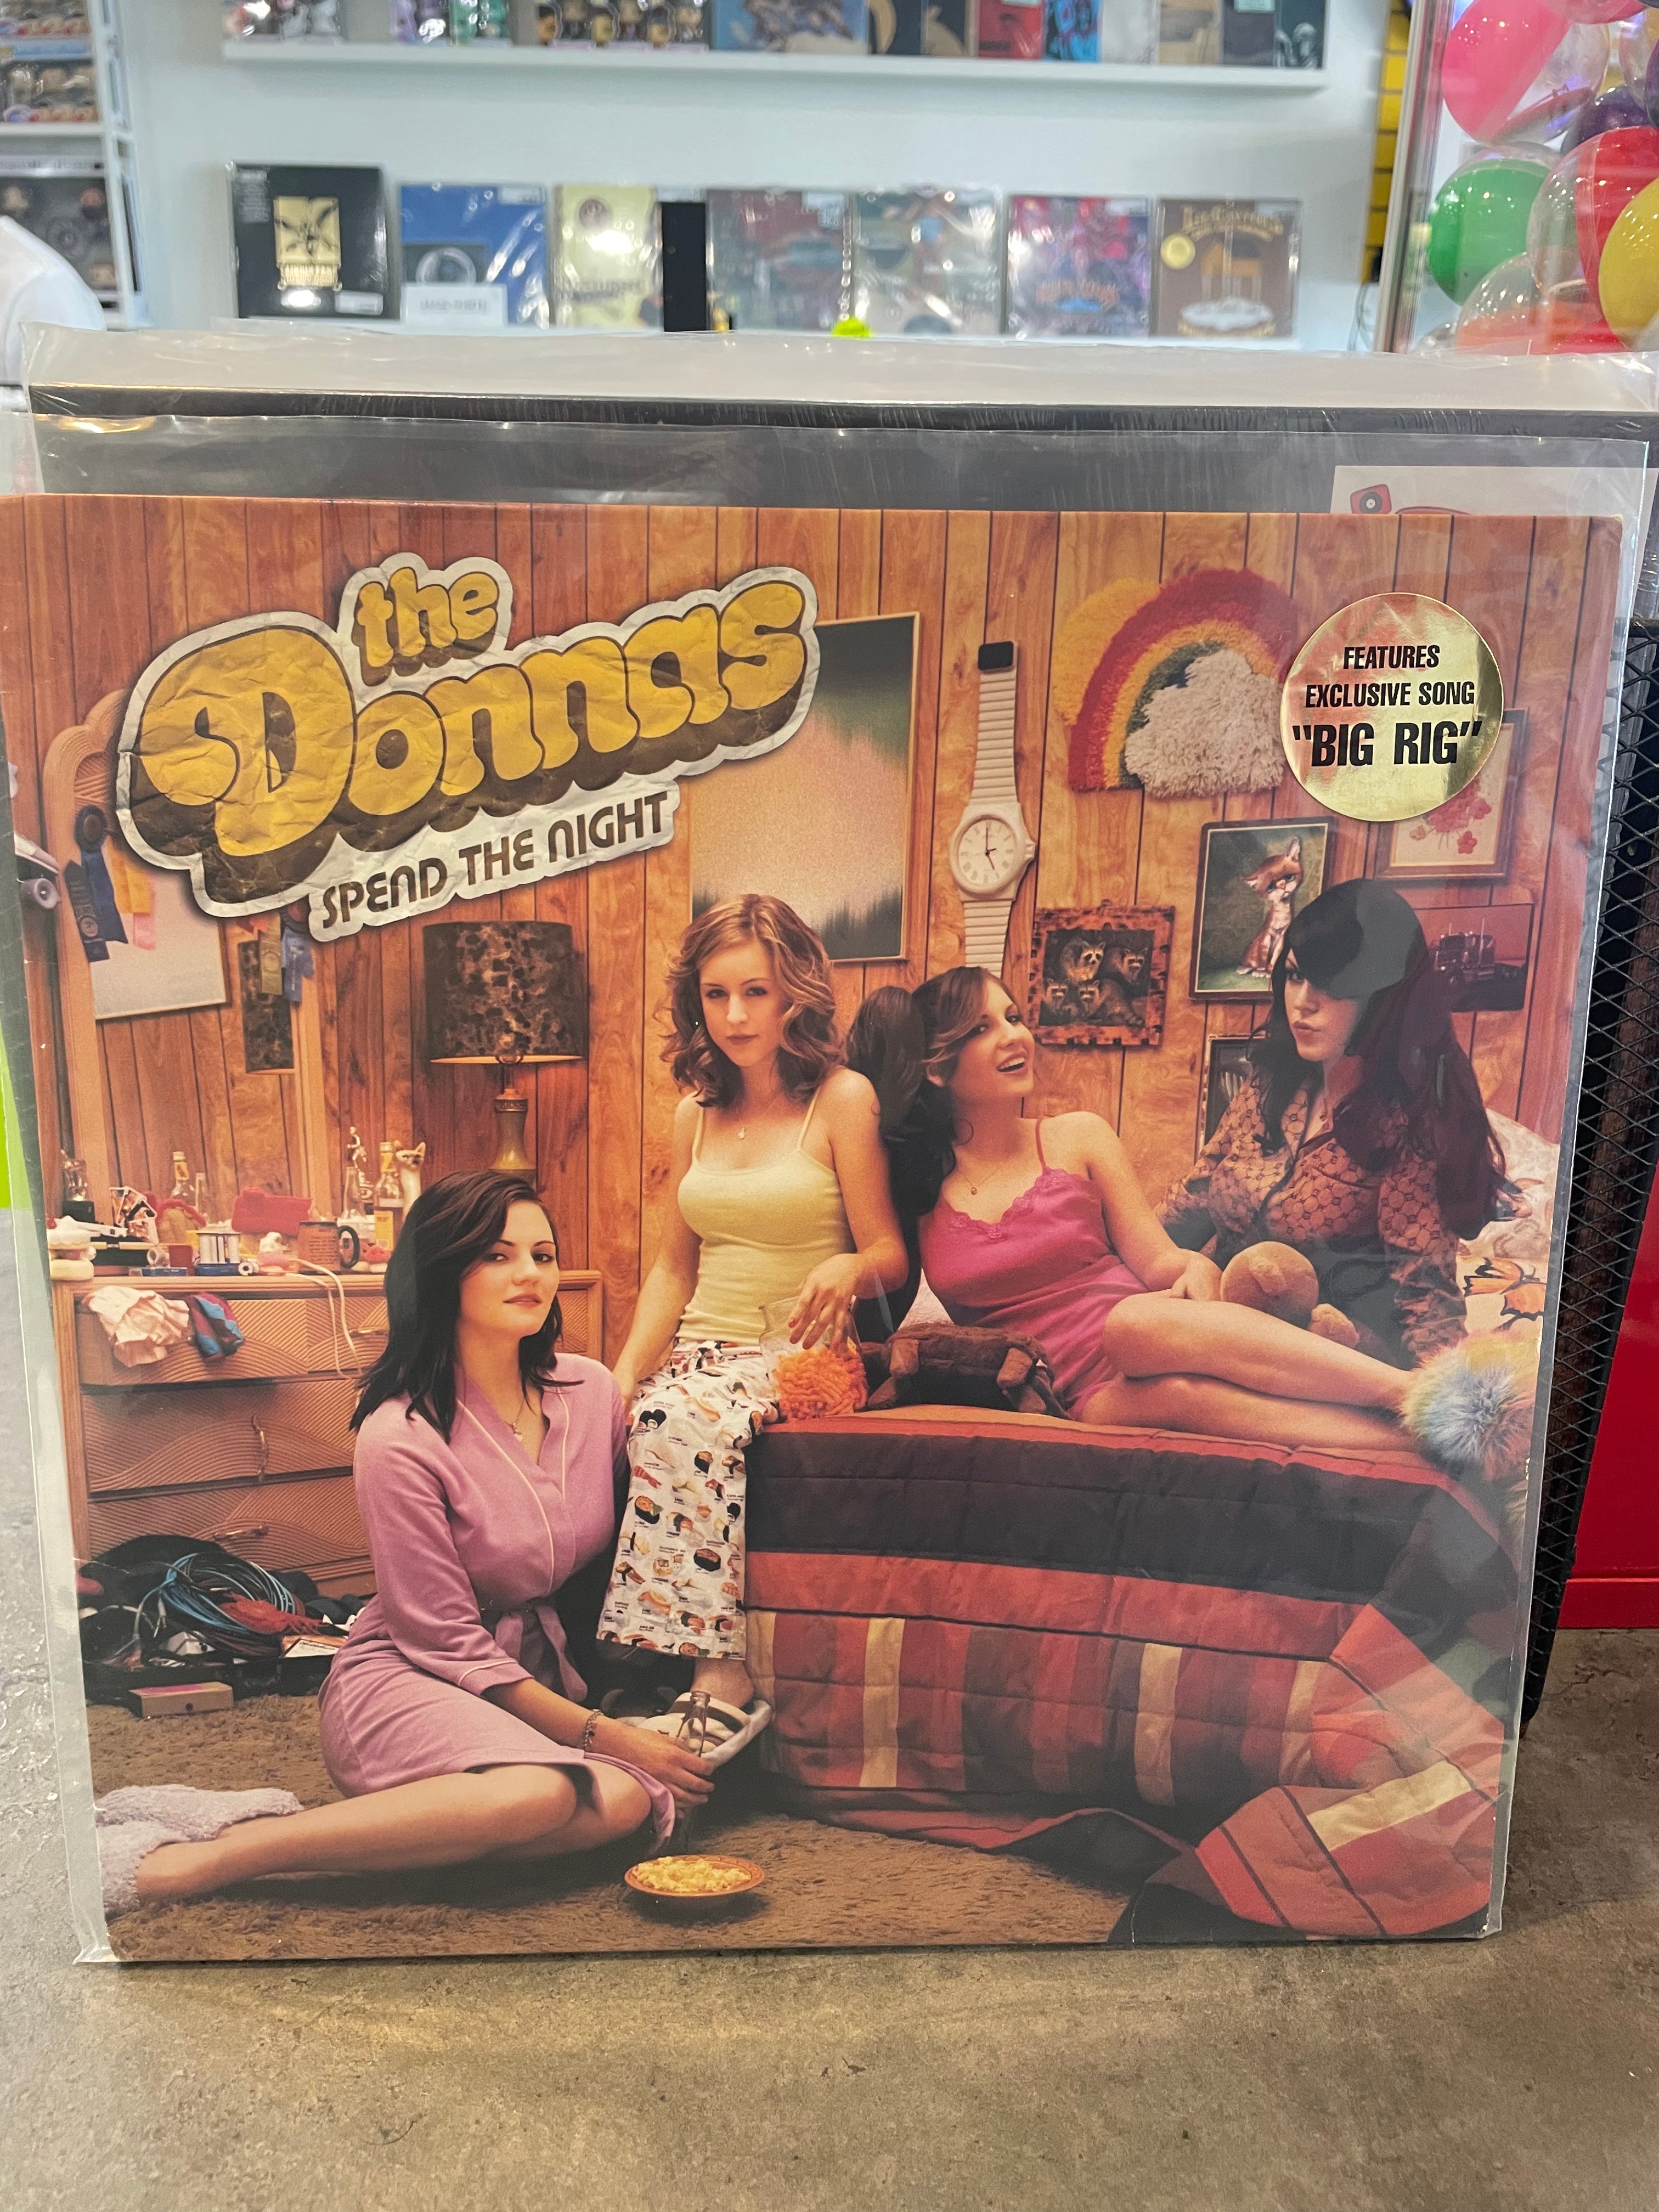 the
Donnas
SPEND THE NIGHT
FEATURES
EXCLUSIVE SONG
"BIG RIG"